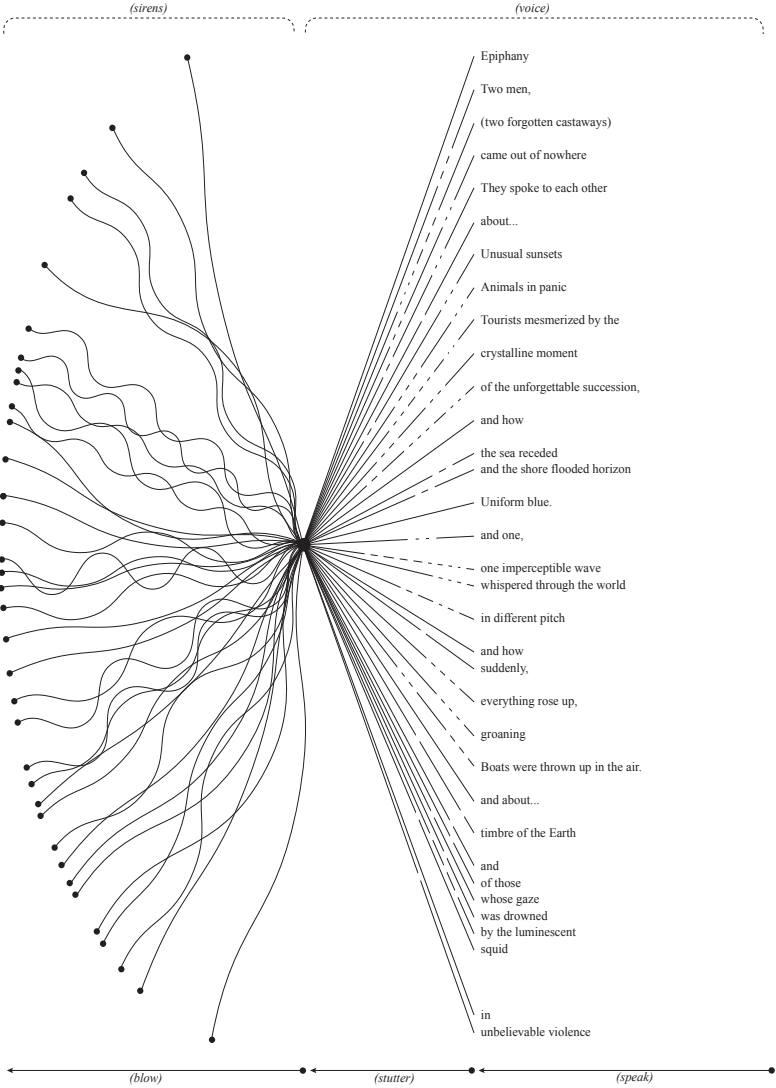 (sirens)
(voice)
Epiphany
Two men,
(two forgotten castaways)
came out of nowhere
They spoke to each other
about...
Unusual sunsets
Animals in panic
Tourists mesmerized by the
crystalline moment
of the unforgettable succession,
and how
the sea receded
and the shore flooded horizon
Uniform blue.
and one,
one imperceptible wave
whispered through the world
in different pitch
and how
suddenly,
everything rose up,
groaning
Boats were thrown up in the air.
and about...
timbre of the Earth
and
of those
whose gaze
was drowned
by the luminescent
squid
in
unbelievable violence
(blow)
(stutter)
(speak)